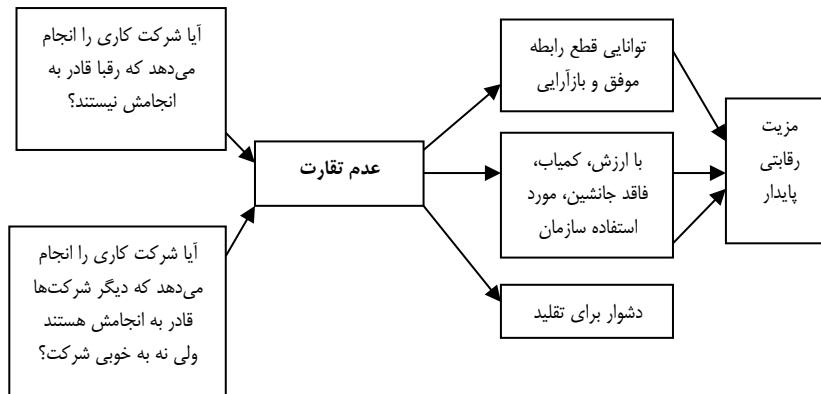 آیا شرکت کاری را انجام
می‌دهد که رقبا قادر به
انجامش نیستند؟
آیا شرکت کاری را انجام
می‌دهد که دیگر شرکت‌ها
قادر به انجامش هستند
ولی نه به خوبی شرکت؟
عدم تقارت
توانایی قطع رابطه
موفق و بازآرایی
با ارزش، کمیاب،
فاقد جانشین، مورد
استفاده سازمان
دشوار برای تقلید
مزیت
رقابتی
پایدار